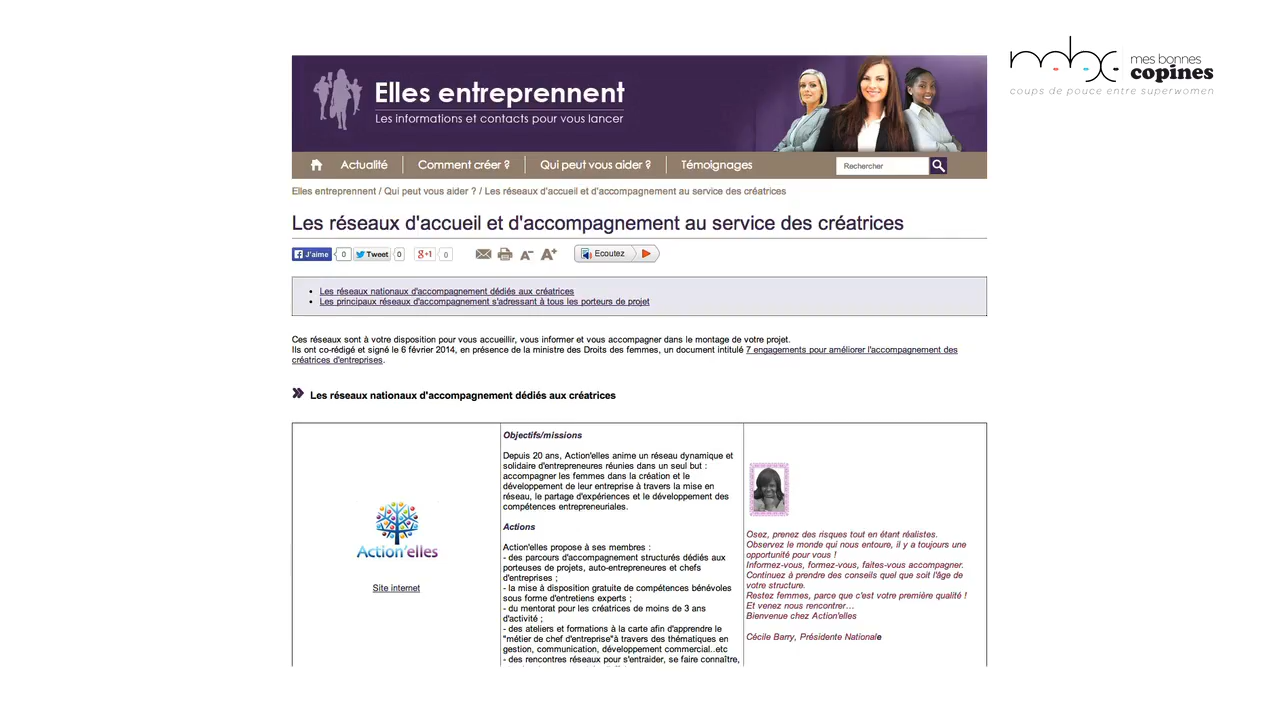 mbc mes bonnes
copines
coups de pouce entre superwomen
Elles entreprennent
Les informations et contacts pour vous lancer
Actualité Comment créer ? Qui peut vous aider ? Témoignages Rechercher
Elles entreprennent / Qui peut vous aider ? / Les réseaux d'accueil et d'accompagnement au service des créatrices
Les réseaux d'accueil et d'accompagnement au service des créatrices
J'aime 0 Tweet 0 g+1 0 A- A+ Ecoutez
• Les réseaux nationaux d'accompagnement dédiés aux créatrices
• Les principaux réseaux d'accompagnement s'adressant à tous les porteurs de projet
Ces réseaux sont à votre disposition pour vous accueillir, vous informer et vous accompagner dans le montage de votre projet.
Ils ont co-rédigé et signé le 6 février 2014, en présence de la ministre des Droits des femmes, un document intitulé 7 engagements pour améliorer l'accompagnement des
créatrices d'entreprises.
Les réseaux nationaux d'accompagnement dédiés aux créatrices
Action'elles
Site internet
Objectifs/missions
Depuis 20 ans, Action'elles anime un réseau dynamique et
solidaire d'entrepreneures réunies dans un seul but :
accompagner les femmes dans la création et le
développement de leur entreprise à travers la mise en
réseau, le partage d'expériences et le développement des
compétences entrepreneuriales.
Actions
Action'elles propose à ses membres :
- des parcours d'accompagnement structurés dédiés aux
porteuses de projets, auto-entrepreneures et chefs
d'entreprises ;
- la mise à disposition gratuite de compétences bénévoles
sous forme d'entretiens experts ;
- du mentorat pour les créatrices de moins de 3 ans
d'activité ;
- des ateliers et formations à la carte afin d'apprendre le
"métier de chef d'entreprise"à travers des thématiques en
gestion, communication, développement commercial..etc
- des rencontres réseaux pour s'entraider, se faire connaître,
Osez, prenez des risques tout en étant réalistes.
Observez le monde qui nous entoure, il y a toujours une
opportunité pour vous !
Informez-vous, formez-vous, faites-vous accompagner.
Continuez à prendre des conseils quel que soit l'âge de
votre structure.
Restez femmes, parce que c'est votre première qualité !
Et venez nous rencontrer…
Bienvenue chez Action'elles
Cécile Barry, Présidente Nationale